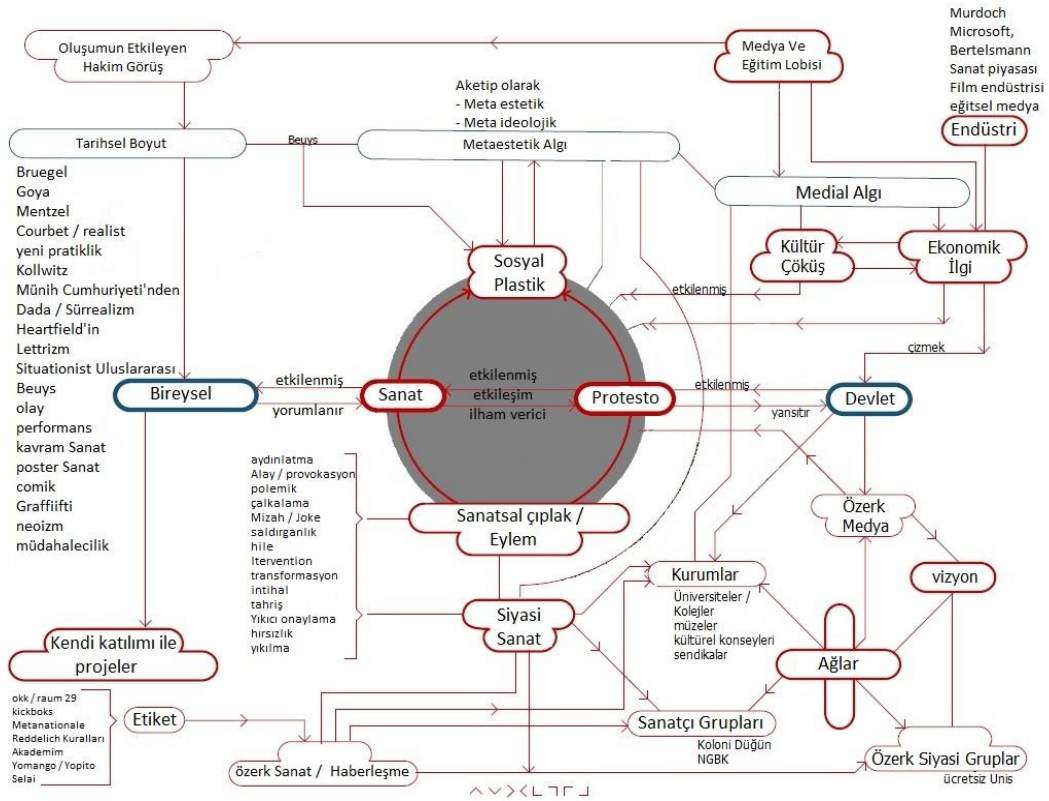 Oluşumun Etkileyen
Hakim Görüş
Medya Ve
Eğitim Lobisi
Murdoch
Microsoft,
Bertelsmann
Sanat piyasası
Film endüstrisi
eğitsel medya
Endüstri
Aketip olarak
- Meta estetik
- Meta ideolojik
Tarihsel Boyut
Beuys
Metaestetik Algı
Medial Algı
Bruegel
Goya
Mentzel
Courbet / realist
yeni pratiklik
Kollwitz
Münih Cumhuriyeti'nden
Dada / Sürrealizm
Heartfield'in
Lettrizm
Situationist Uluslararası
Beuys
olay
performans
kavram Sanat
poster Sanat
comik
Graffiifti
neoizm
müdahalecilik
Sosyal
Plastik
Kültür
Çöküş
Ekonomik
İlgi
etkilenmiş
çizmek
Bireysel
etkilenmiş
yorumlanır
Sanat
etkilenmiş
etkileşim
ilham verici
Protesto
etkilenmiş
yansıtır
Devlet
aydınlatma
Alay / provokasyon
polemik
çalkalama
Mizah / Joke
saldırganlık
hile
Itervention
transformasyon
intihal
tahriş
Yıkıcı onaylama
hırsızlık
yıkılma
Sanatsal çıplak /
Eylem
Siyasi
Sanat
Özerk
Medya
Kurumlar
Üniversiteler /
Kolejler
müzeler
kültürel konseyleri
sendikalar
vizyon
Ağlar
Kendi katılımı ile
projeler
okk / raum 29
kickboks
Metanationale
Reddelich Kuralları
Akademim
Yomango / Yopito
Selai
Etiket
özerk Sanat / Haberleşme
Sanatçı Grupları
Koloni Düğün
NGBK
Özerk Siyasi Gruplar
ücretsiz Unis